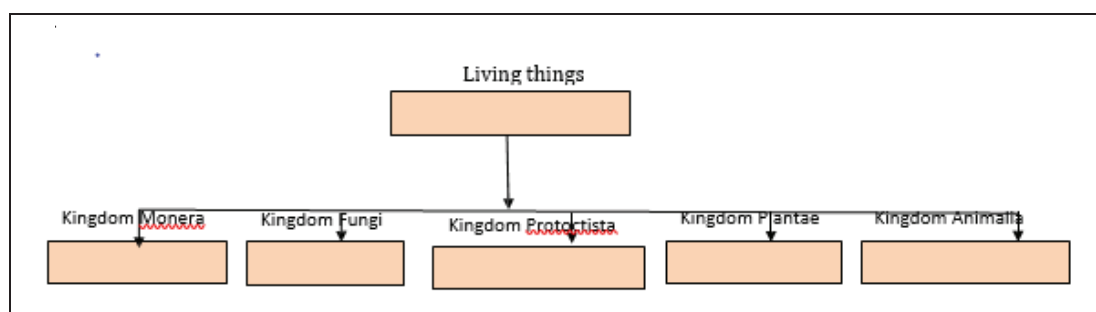 Living things
Kingdom Monera
Kingdom Fungi
Kingdom Protoctista
Kingdom Plantae
Kingdom Animalia